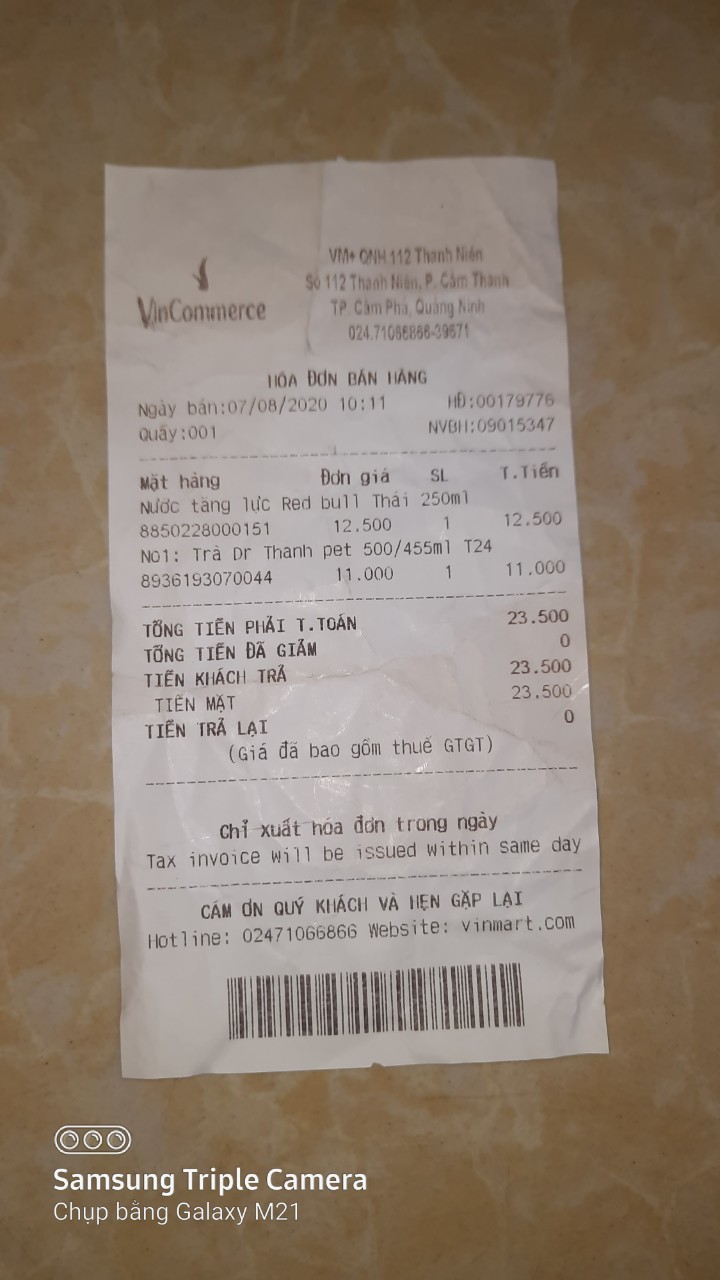 VinCommerce
VM+ QNH 112 Thanh Niên
Số 112 Thanh Niên, P. Cẩm Thành
TP. Cẩm Phả, Quảng Ninh
024.71066866-39671
HÓA ĐƠN BÁN HÀNG
Ngày bán:07/08/2020 10:11 HĐ:00179776
Quầy:001 NVBH:09015347
Mặt hàng Đơn giá SL T.Tiền
Nước tăng lực Red bull Thái 250ml
8850228000151 12.500 1 12.500
No1: Trà Dr Thanh pet 500/455ml T24
8936193070044 11.000 1 11.000
TỔNG TIỀN PHẢI T.TOÁN 23.500
TỔNG TIỀN ĐÃ GIẢM 0
TIỀN KHÁCH TRẢ 23.500
TIỀN MẶT 23.500
TIỀN TRẢ LẠI 0
(Giá đã bao gồm thuế GTGT)
Chỉ xuất hóa đơn trong ngày
Tax invoice will be issued within same day
CẢM ƠN QUÝ KHÁCH VÀ HẸN GẶP LẠI
Hotline: 02471066866 Website: vinmart.com
Samsung Triple Camera
Chụp bằng Galaxy M21